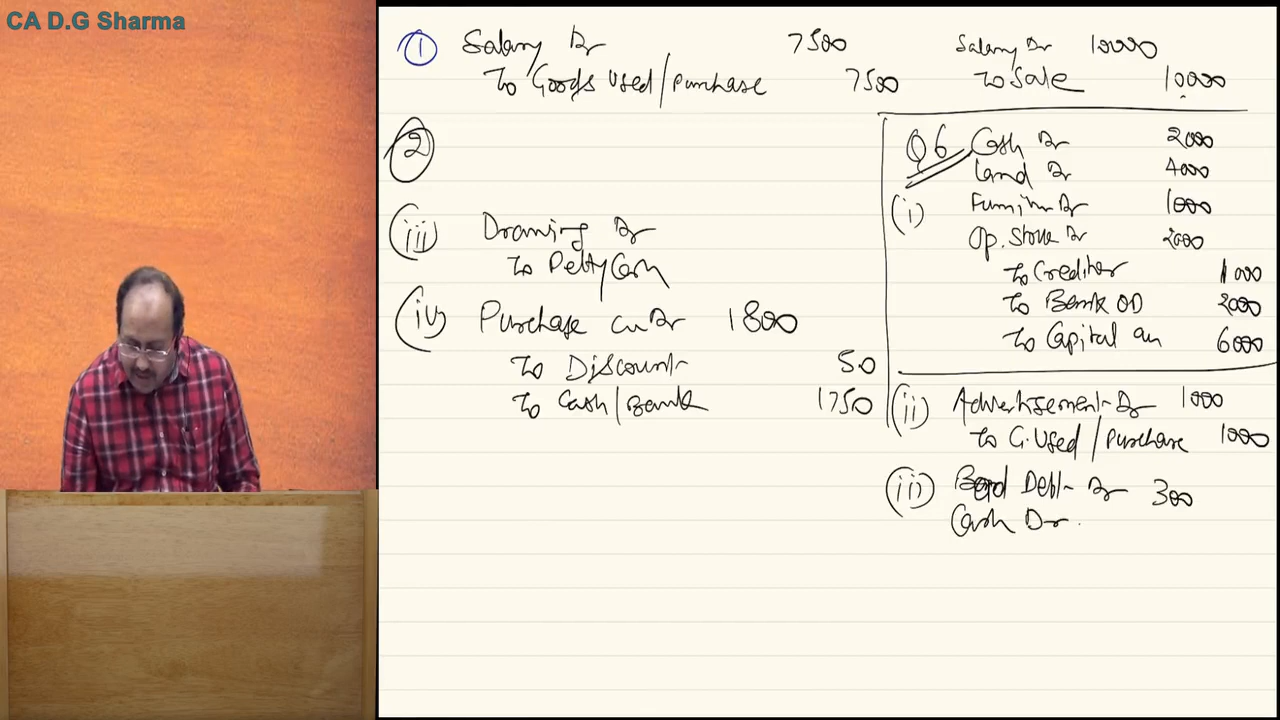 CA D.G Sharma
① Salary Dr 7500
To Goods Used/Purchase 7500
Salary Dr 10000
To Sale 10000
②
(iii) Drawing Dr
To Petty Cash
(iv) Purchase a/c Dr 1800
To Discount 50
To Cash/Bank 1750
Q6 Cash Dr 2000
Land Dr 4000
(i) Furniture Dr 1000
Op. Stock Dr 2000
To Creditor 1000
To Bank OD 2000
To Capital a/c 6000
(ii) Advertisement Dr 1000
To G. Used/Purchase 1000
(iii) Bad Debt Dr 300
Cash Dr